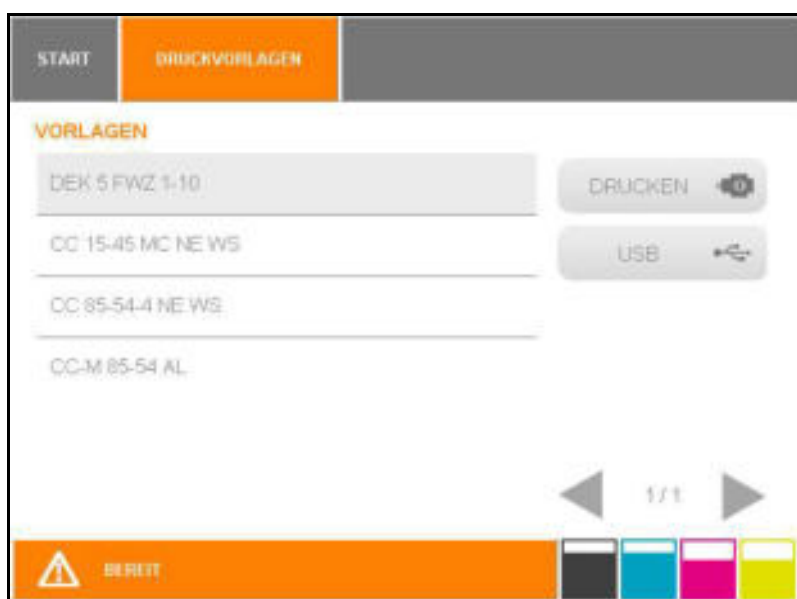 START
DRUCKVORLAGEN
VORLAGEN
DEK 5 FWZ 1-10
DRUCKEN
CC 15-45 MC NE WS
USB
CC 85-54-4 NE WS
CC-M 85-54 AL
1 / 1
BEREIT